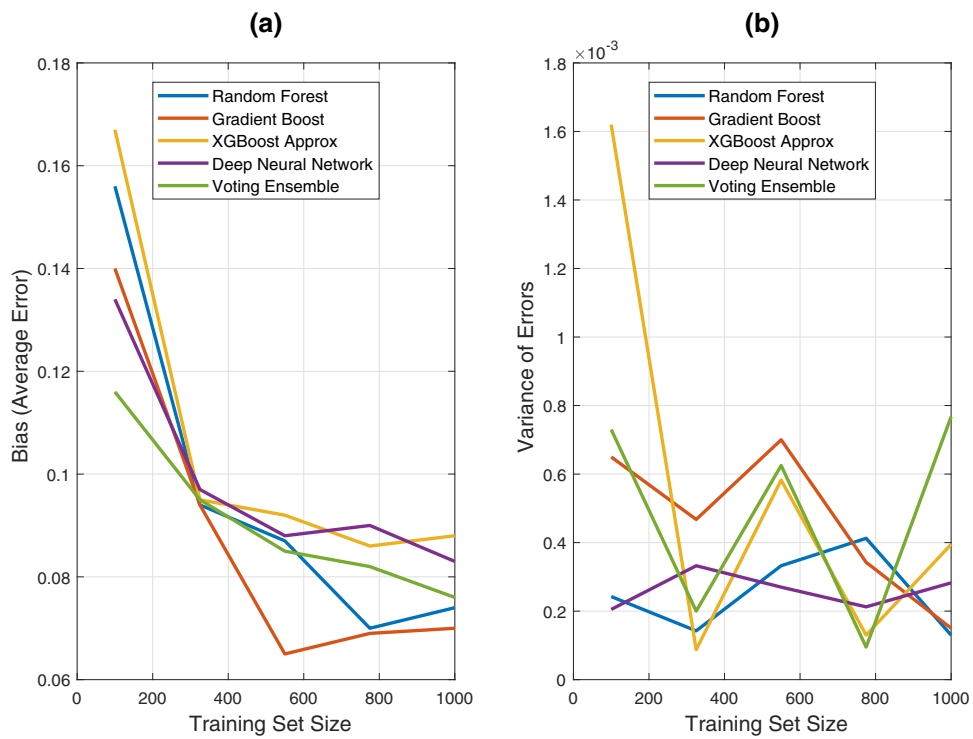 (a)
0.18
0.16
0.14
0.12
0.1
0.08
0.06
Bias (Average Error)
Random Forest
Gradient Boost
XGBoost Approx
Deep Neural Network
Voting Ensemble
0
200
400
600
800
1000
Training Set Size
(b)
×10⁻³
1.8
1.6
1.4
1.2
1
0.8
0.6
0.4
0.2
0
Variance of Errors
Random Forest
Gradient Boost
XGBoost Approx
Deep Neural Network
Voting Ensemble
0
200
400
600
800
1000
Training Set Size